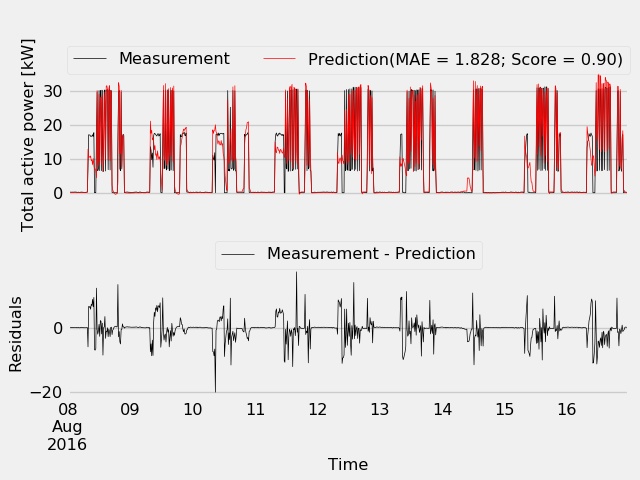 Measurement
Prediction(MAE = 1.828; Score = 0.90)
Total active power [kW]
30
20
10
0
Measurement - Prediction
Residuals
0
−20
08 09 10 11 12 13 14 15 16
Aug
2016
Time